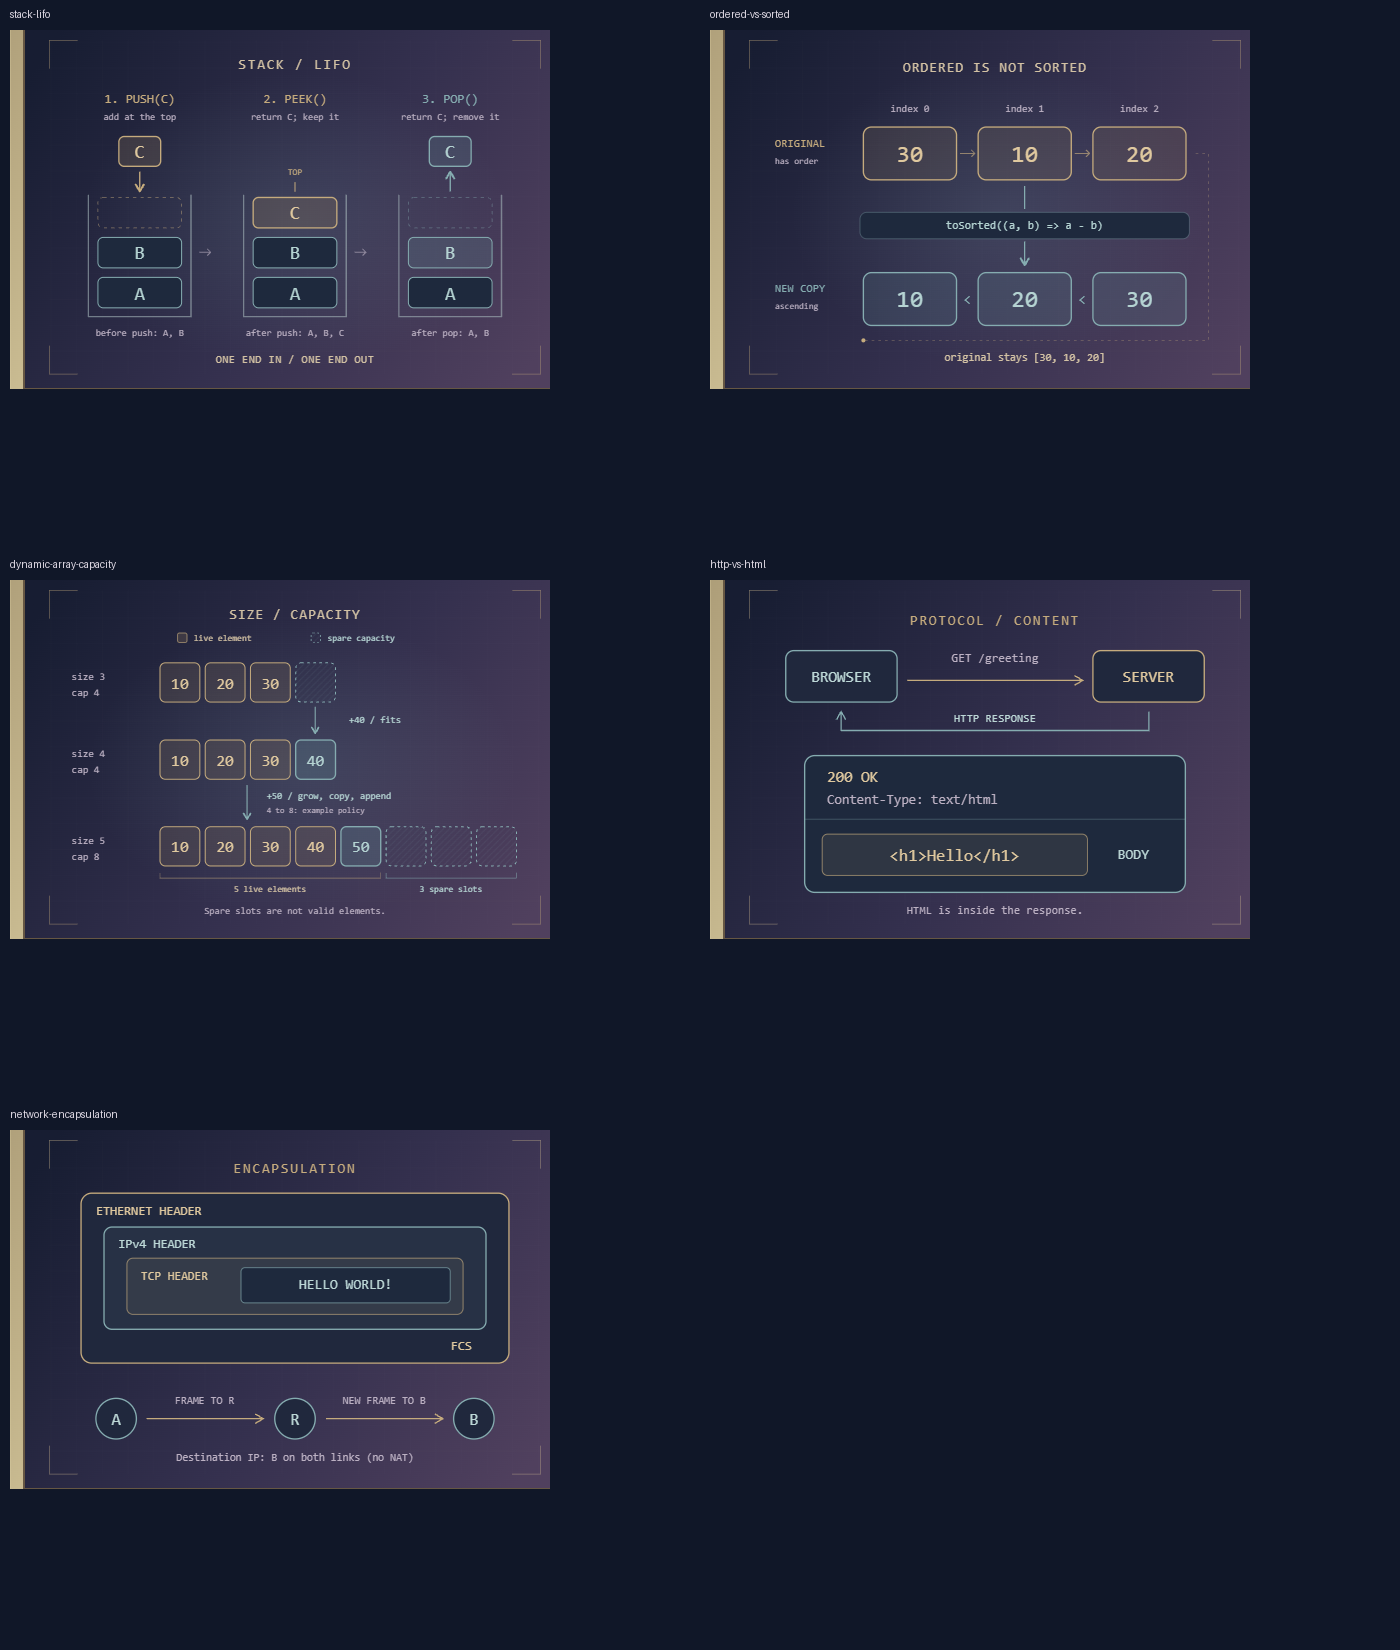 stack-lifo
STACK / LIFO
1. PUSH(C)
add at the top
2. PEEK()
return C; keep it
3. POP()
return C; remove it
C
C
TOP
C
B
B
B
A
A
A
before push: A, B
after push: A, B, C
after pop: A, B
ONE END IN / ONE END OUT
ordered-vs-sorted
ORDERED IS NOT SORTED
index 0
index 1
index 2
ORIGINAL
has order
30
10
20
toSorted((a, b) => a - b)
NEW COPY
ascending
10 < 20 < 30
original stays [30, 10, 20]
dynamic-array-capacity
SIZE / CAPACITY
live element
spare capacity
size 3
cap 4
10 20 30
+40 / fits
size 4
cap 4
10 20 30 40
+50 / grow, copy, append
4 to 8: example policy
size 5
cap 8
10 20 30 40 50
5 live elements
3 spare slots
Spare slots are not valid elements.
http-vs-html
PROTOCOL / CONTENT
BROWSER
GET /greeting
SERVER
HTTP RESPONSE
200 OK
Content-Type: text/html
<h1>Hello</h1>
BODY
HTML is inside the response.
network-encapsulation
ENCAPSULATION
ETHERNET HEADER
IPv4 HEADER
TCP HEADER
HELLO WORLD!
FCS
A
FRAME TO R
R
NEW FRAME TO B
B
Destination IP: B on both links (no NAT)